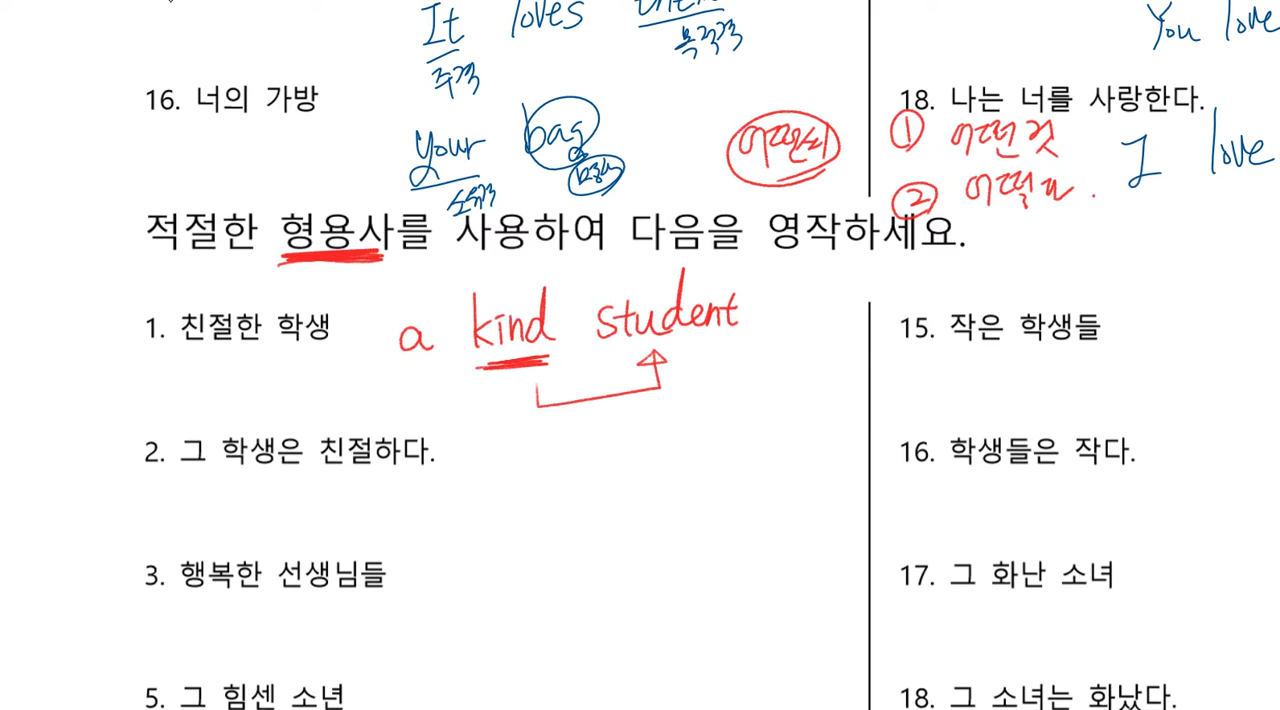 It loves them
주격 목적격
You love
16. 너의 가방
your bag
소유격 명사
18. 나는 너를 사랑한다.
I love
어떤
① 어떤 것
② 어떻다.
적절한 형용사를 사용하여 다음을 영작하세요.
1. 친절한 학생
a kind student
2. 그 학생은 친절하다.
3. 행복한 선생님들
5. 그 힘센 소년
15. 작은 학생들
16. 학생들은 작다.
17. 그 화난 소녀
18. 그 소녀는 화났다.